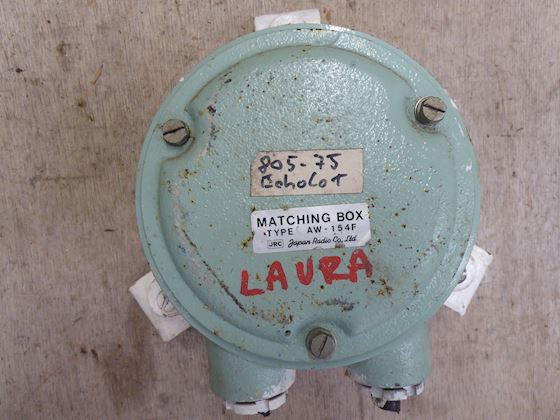 805-75
Echolot
MATCHING BOX
TYPE AW-154F
JRC Japan Radio Co., Ltd.
LAURA